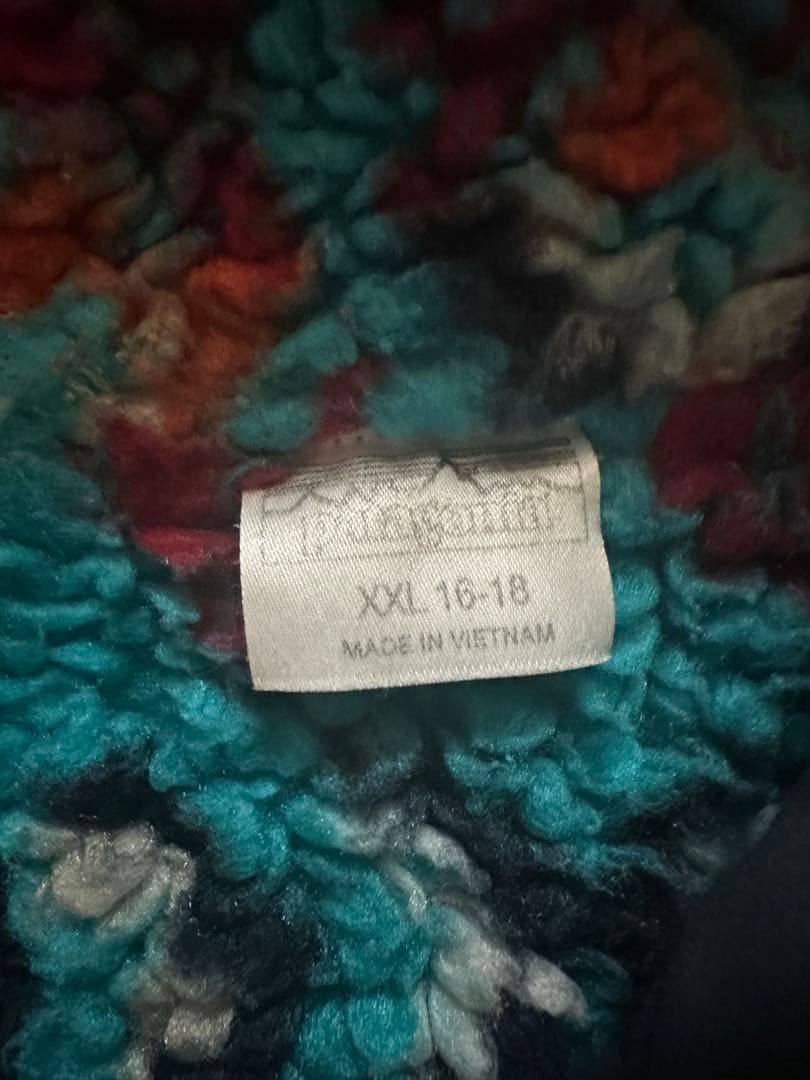 patagonia
XXL 16-18
MADE IN VIETNAM